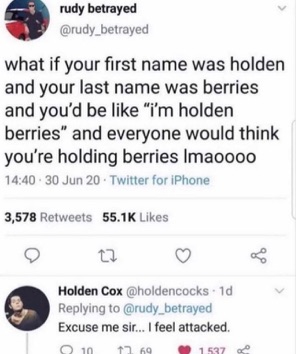 rudy betrayed
@rudy_betrayed
what if your first name was holden
and your last name was berries
and you'd be like “i'm holden
berries” and everyone would think
you're holding berries lmaoooo
14:40 · 30 Jun 20 · Twitter for iPhone
3,578 Retweets 55.1K Likes
Holden Cox @holdencocks · 1d
Replying to @rudy_betrayed
Excuse me sir... I feel attacked.
10 69 1,537